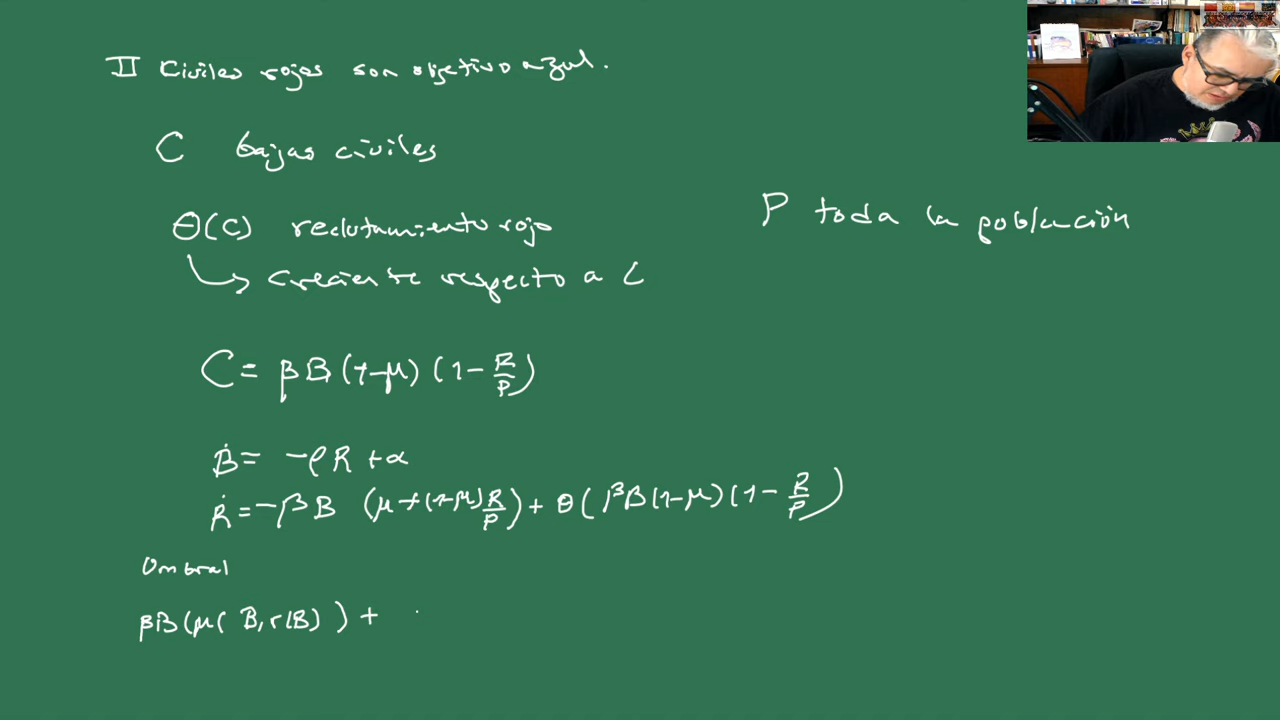 II Civiles rojos son objetivo azul.
C bajas civiles
P toda la población
θ(C) reclutamiento rojo
↳ creciente respecto a C
C = βB(1-μ)(1-R/P)
Ḃ = -ρR+α
Ṙ = -βB (μ+(1-μ)R/P) + θ(βB(1-μ)(1-R/P)
Umbral
βB(μ(B,r(B)) +